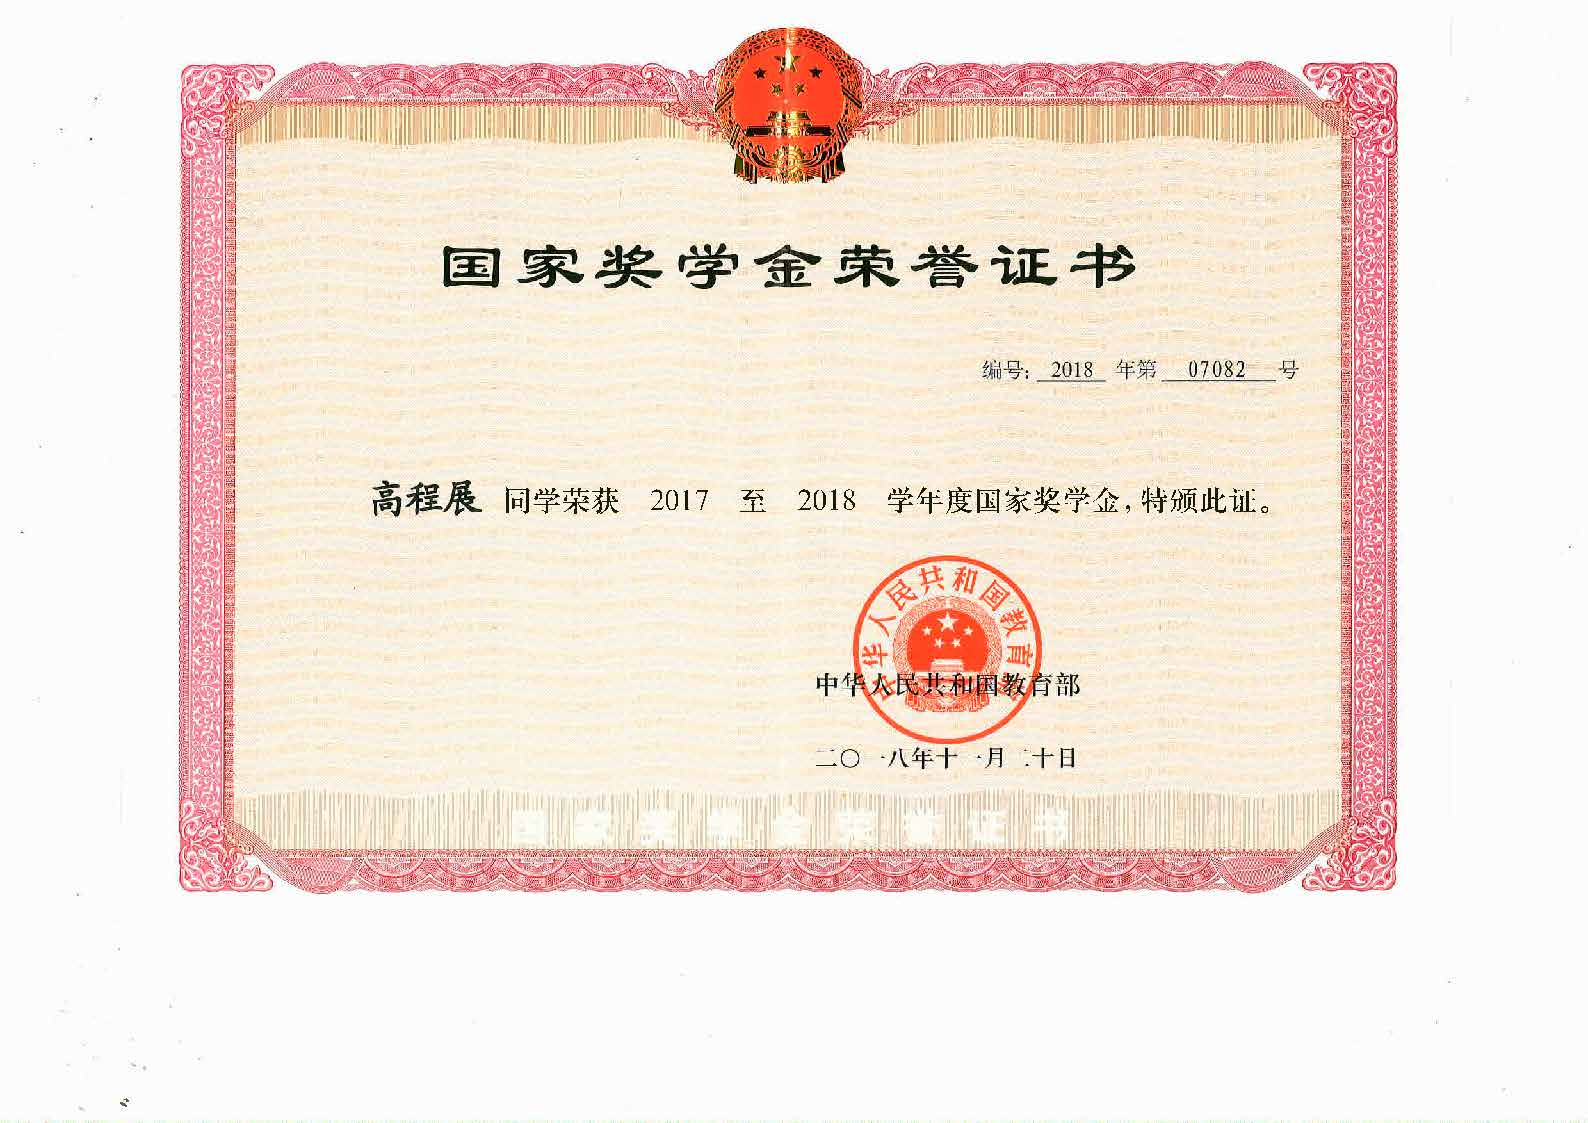 国家奖学金荣誉证书
编号: 2018 年第 07082 号
高程展 同学荣获 2017 至 2018 学年度国家奖学金,特颁此证。
中华人民共和国教育部
中华人民共和国教育部
二〇一八年十一月二十日
国家奖学金荣誉证书